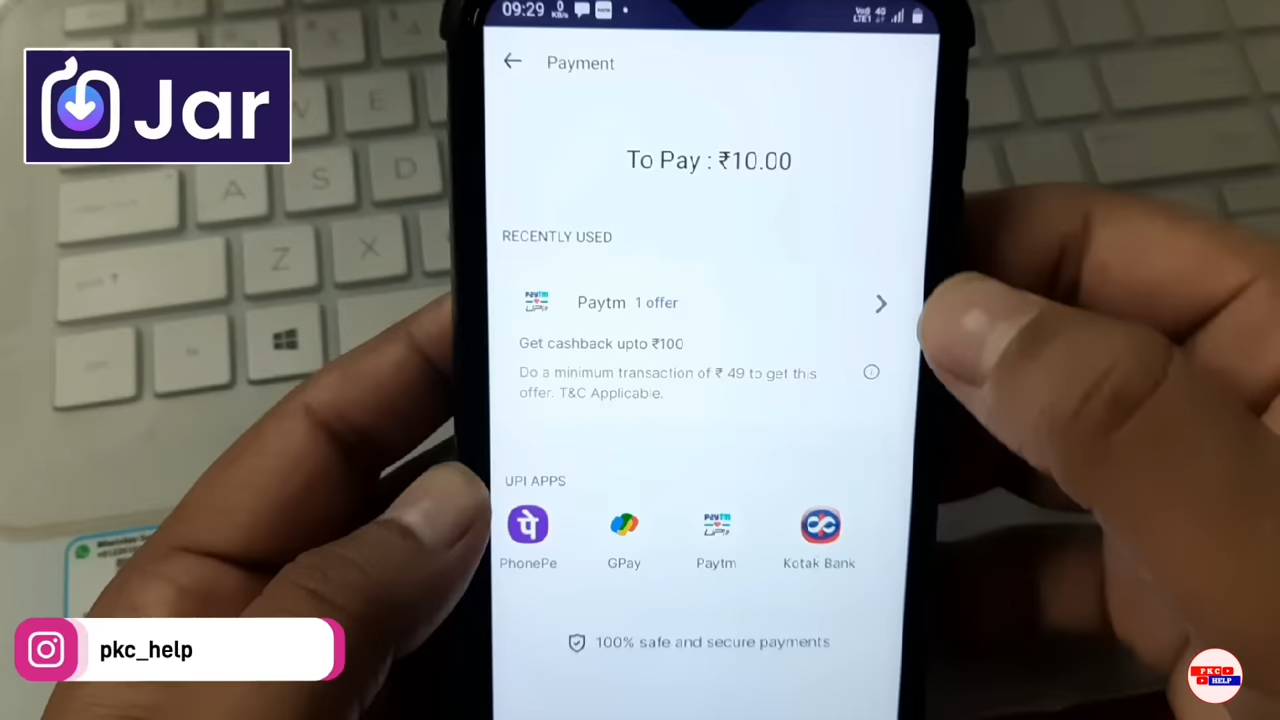 09:29
Jar
Payment
To Pay : ₹10.00
RECENTLY USED
Paytm 1 offer
Get cashback upto ₹100
Do a minimum transaction of ₹ 49 to get this
offer. T&C Applicable.
UPI APPS
PhonePe GPay Paytm Kotak Bank
100% safe and secure payments
pkc_help
PKC
HELP
E
A S D
Z X